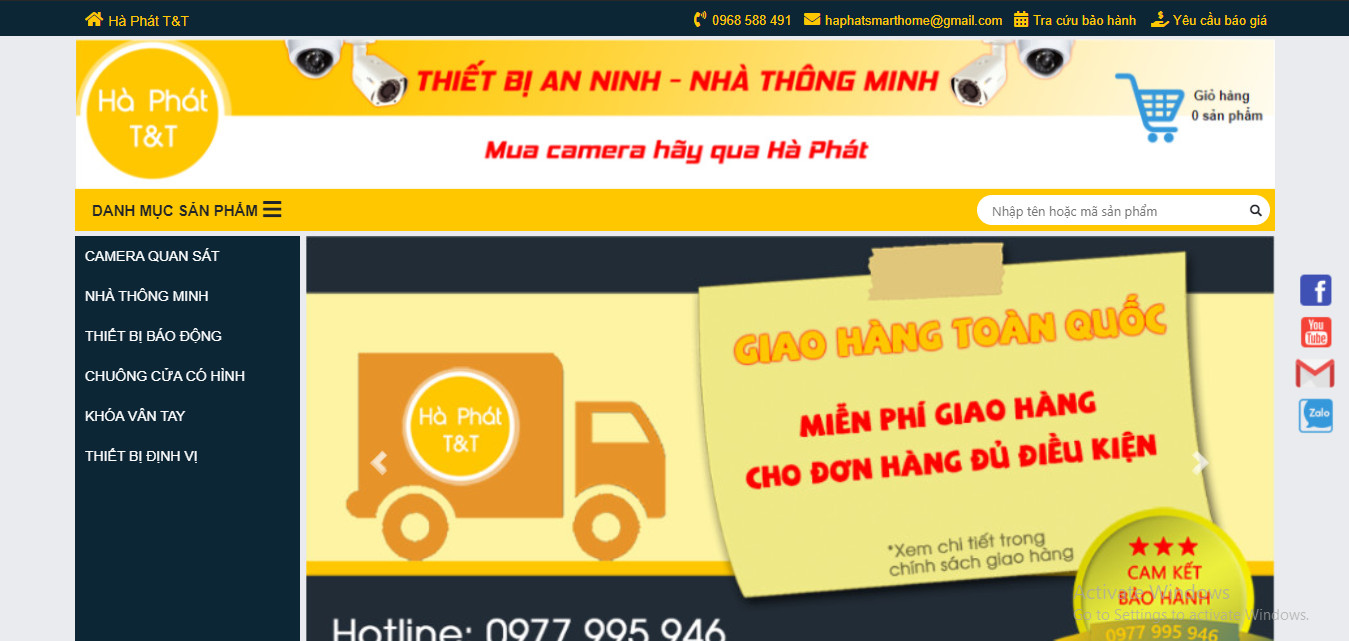 Hà Phát T&T
0968 588 491 haphatsmarthome@gmail.com Tra cứu bảo hành Yêu cầu báo giá
Hà Phát
T&T
THIẾT BỊ AN NINH - NHÀ THÔNG MINH
Mua camera hãy qua Hà Phát
Giỏ hàng
0 sản phẩm
DANH MỤC SẢN PHẨM
Nhập tên hoặc mã sản phẩm
CAMERA QUAN SÁT
NHÀ THÔNG MINH
THIẾT BỊ BÁO ĐỘNG
CHUÔNG CỬA CÓ HÌNH
KHÓA VÂN TAY
THIẾT BỊ ĐỊNH VỊ
Hà Phát
T&T
GIAO HÀNG TOÀN QUỐC
MIỄN PHÍ GIAO HÀNG
CHO ĐƠN HÀNG ĐỦ ĐIỀU KIỆN
*Xem chi tiết trong
chính sách giao hàng
Hotline: 0977 995 946
CAM KẾT
BẢO HÀNH
0977 995 946
f
You
Tube
Zalo
Activate Windows
Go to Settings to activate Windows.